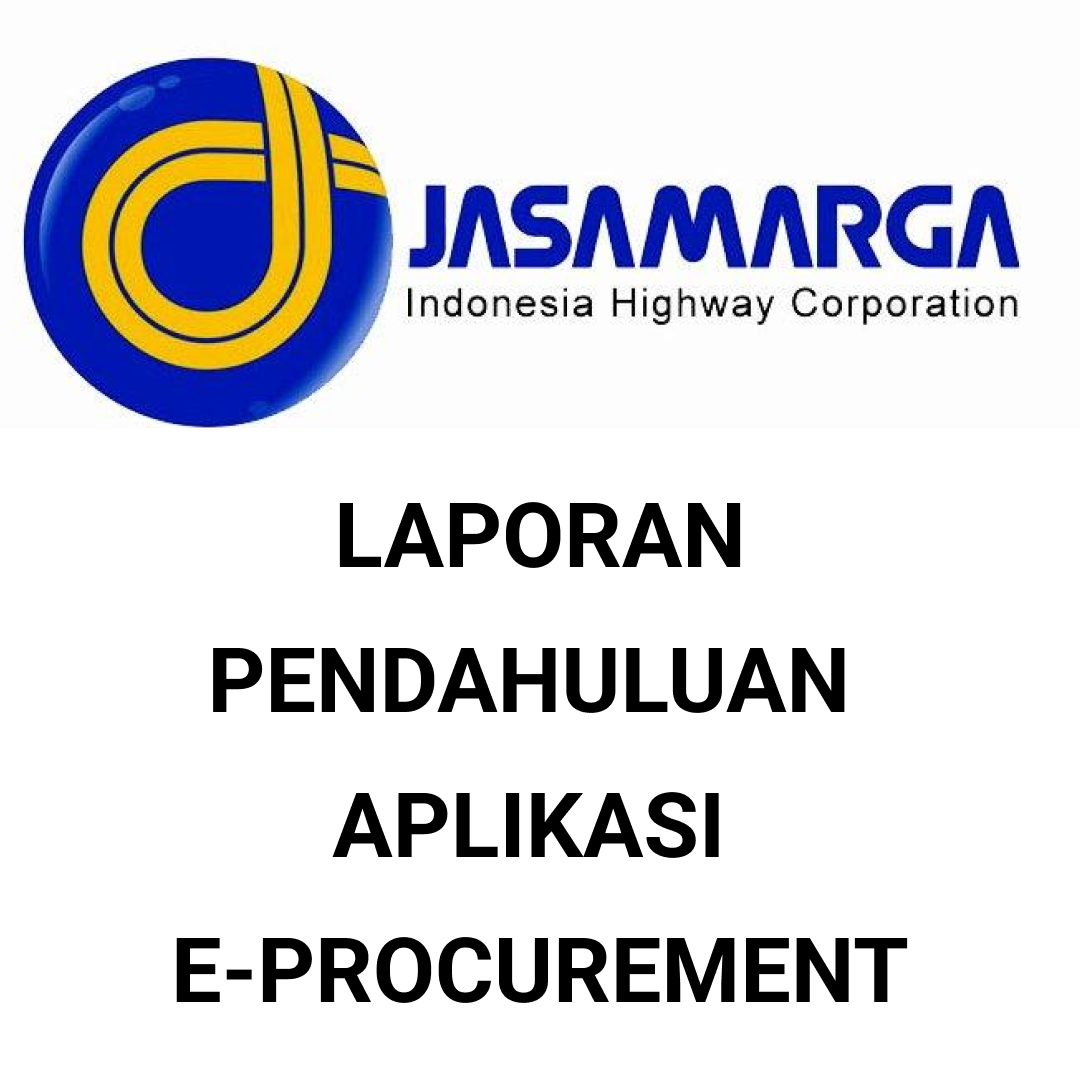 JASAMARGA
Indonesia Highway Corporation
LAPORAN
PENDAHULUAN
APLIKASI
E-PROCUREMENT